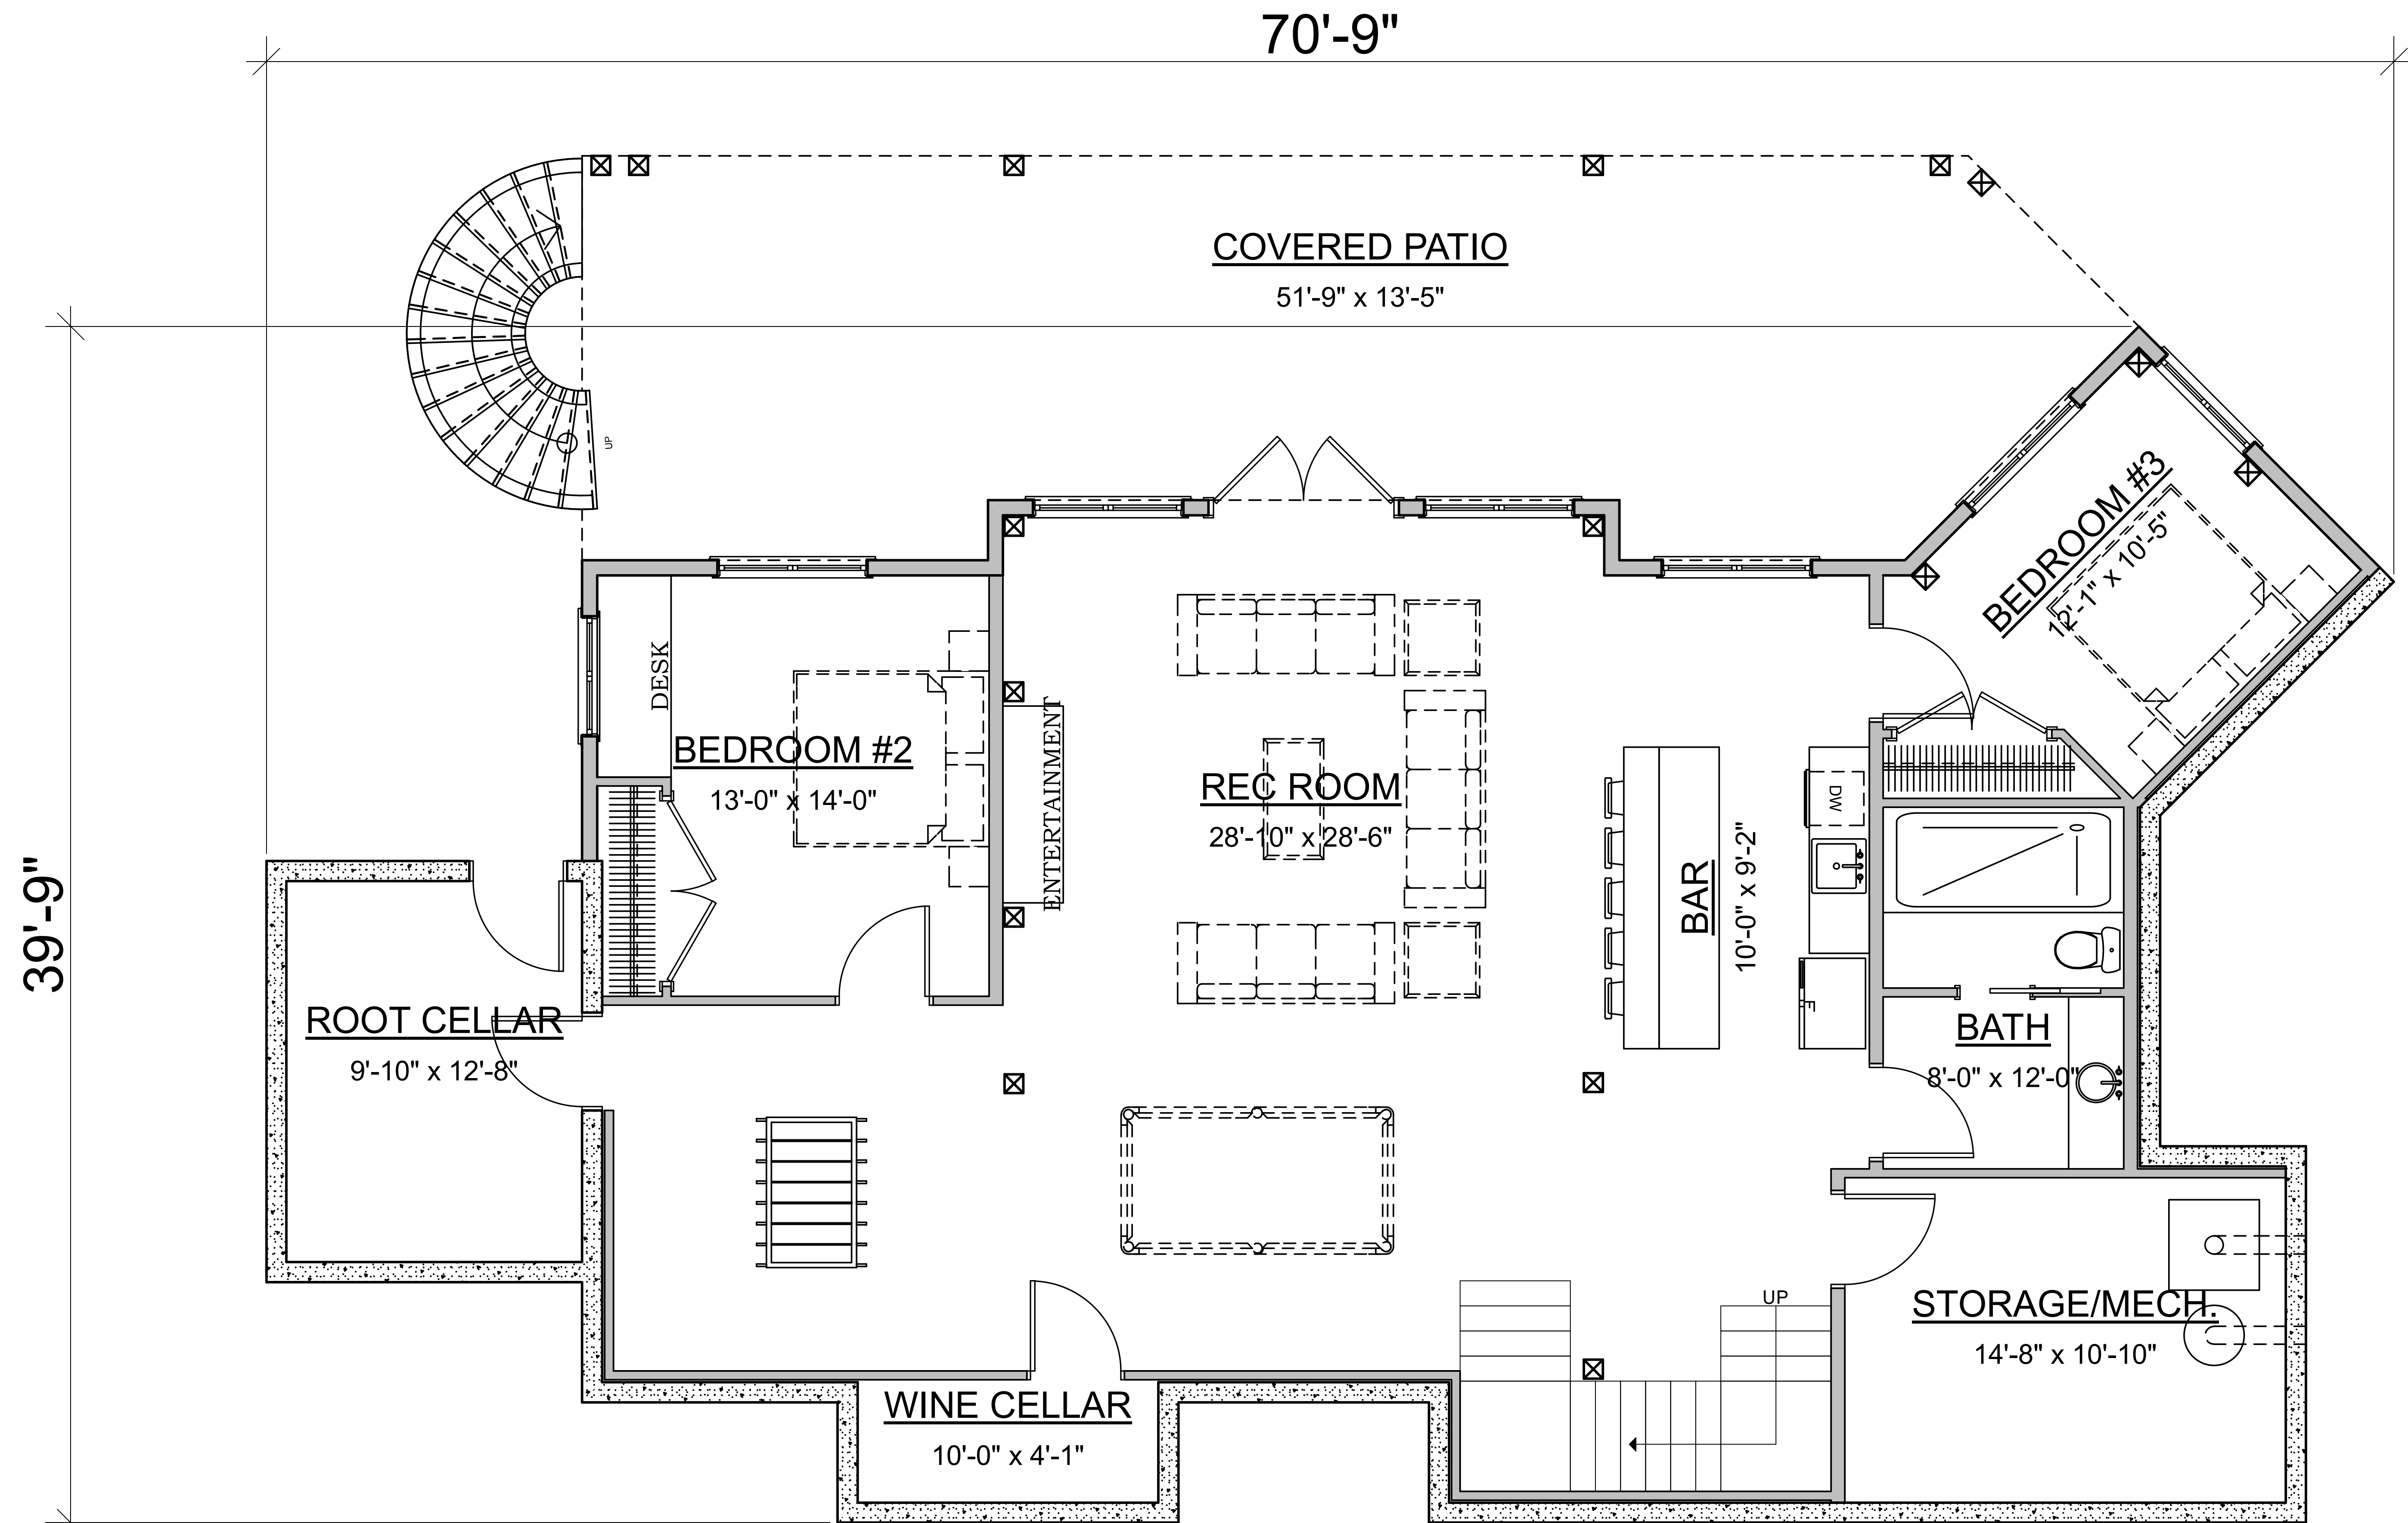 70'-9"
COVERED PATIO
51'-9" x 13'-5"
UP
BEDROOM #3
12'-1" x 10'-5"
DESK
BEDROOM #2
13'-0" x 14'-0"
ENTERTAINMENT
REC ROOM
28'-10" x 28'-6"
DW
BAR
10'-0" x 9'-2"
39'-9"
ROOT CELLAR
9'-10" x 12'-8"
BATH
8'-0" x 12'-0"
UP
STORAGE/MECH.
14'-8" x 10'-10"
WINE CELLAR
10'-0" x 4'-1"